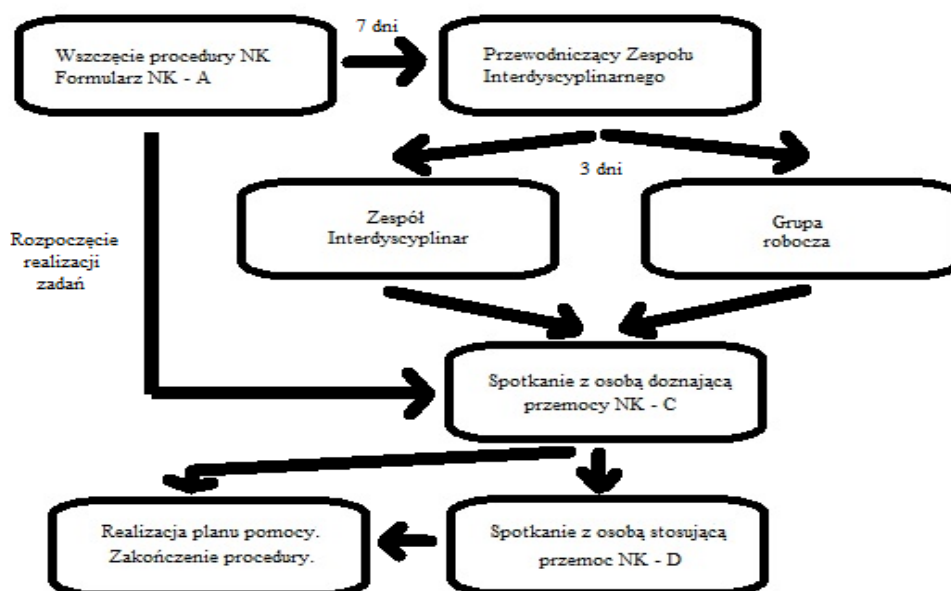 7 dni
Wszczęcie procedury NK
Formularz NK - A
Przewodniczący Zespołu
Interdyscyplinarnego
3 dni
Zespół
Interdyscyplinar
Grupa
robocza
Rozpoczęcie
realizacji
zadań
Spotkanie z osobą doznającą
przemocy NK - C
Realizacja planu pomocy.
Zakończenie procedury.
Spotkanie z osobą stosującą
przemoc NK - D